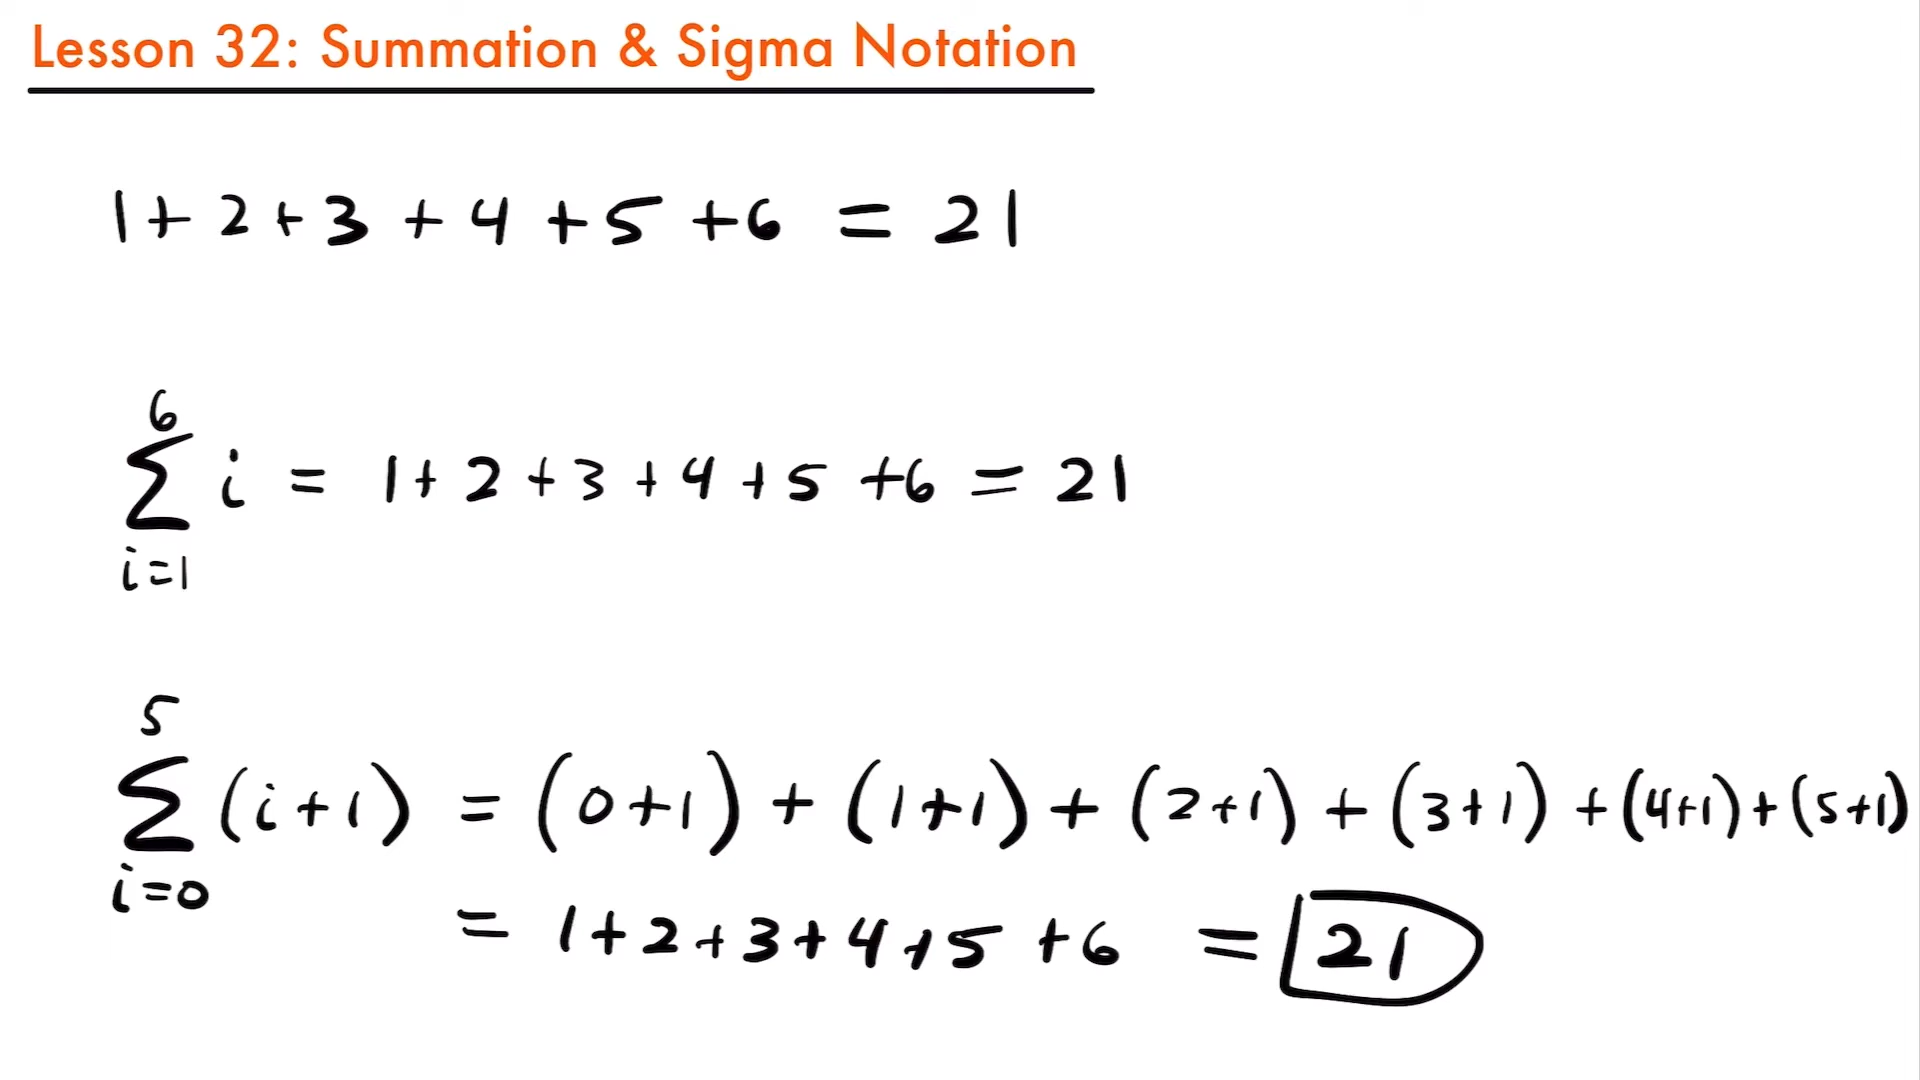 Lesson 32: Summation & Sigma Notation
1 + 2 + 3 + 4 + 5 + 6 = 21
6
∑ i = 1 + 2 + 3 + 4 + 5 + 6 = 21
i=1
5
∑ (i+1) = (0+1) + (1+1) + (2+1) + (3+1) + (4+1) + (5+1)
i=0
= 1 + 2 + 3 + 4 + 5 + 6 = 21